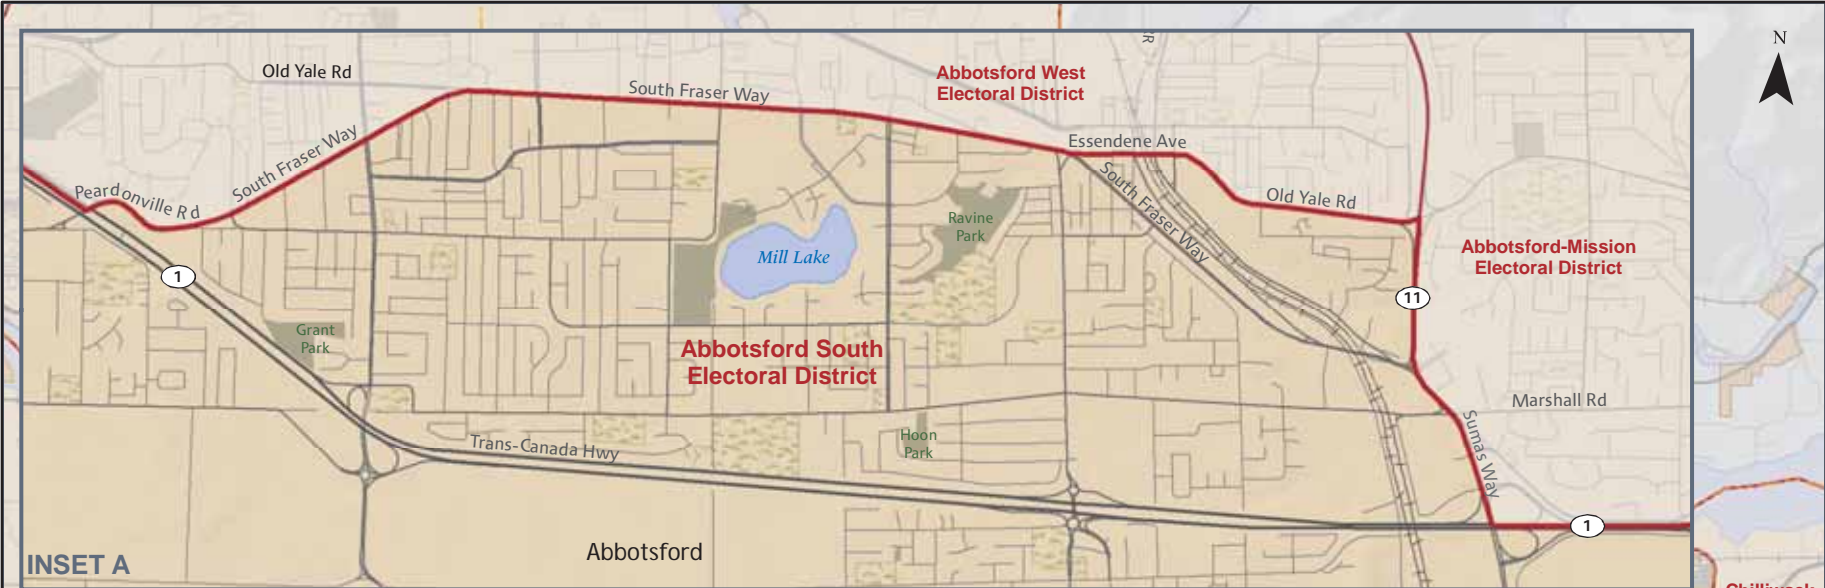 N
Old Yale Rd
South Fraser Way
Abbotsford West
Electoral District
Essendene Ave
South Fraser Way
Peardonville Rd
South Fraser Way
Old Yale Rd
Ravine
Park
Mill Lake
Abbotsford-Mission
Electoral District
1
11
Grant
Park
Abbotsford South
Electoral District
Marshall Rd
Sumas Way
Hoon
Park
Trans-Canada Hwy
1
Abbotsford
INSET A